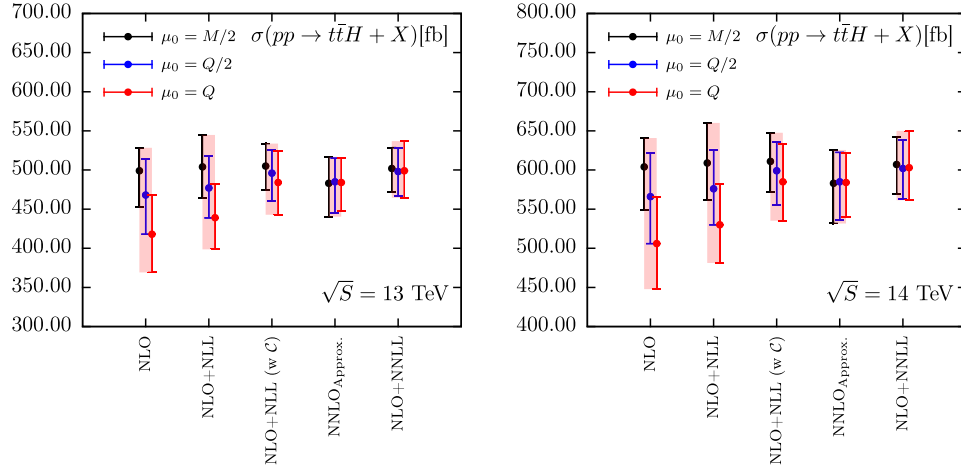 700.00
650.00
600.00
550.00
500.00
450.00
400.00
350.00
300.00
μ₀ = M/2 σ(pp → tt̄H + X)[fb]
μ₀ = Q/2
μ₀ = Q
√S = 13 TeV
NLO
NLO+NLL
NLO+NLL (w 𝒞)
NNLO_Approx.
NLO+NNLL
800.00
750.00
700.00
650.00
600.00
550.00
500.00
450.00
400.00
μ₀ = M/2 σ(pp → tt̄H + X)[fb]
μ₀ = Q/2
μ₀ = Q
√S = 14 TeV
NLO
NLO+NLL
NLO+NLL (w 𝒞)
NNLO_Approx.
NLO+NNLL